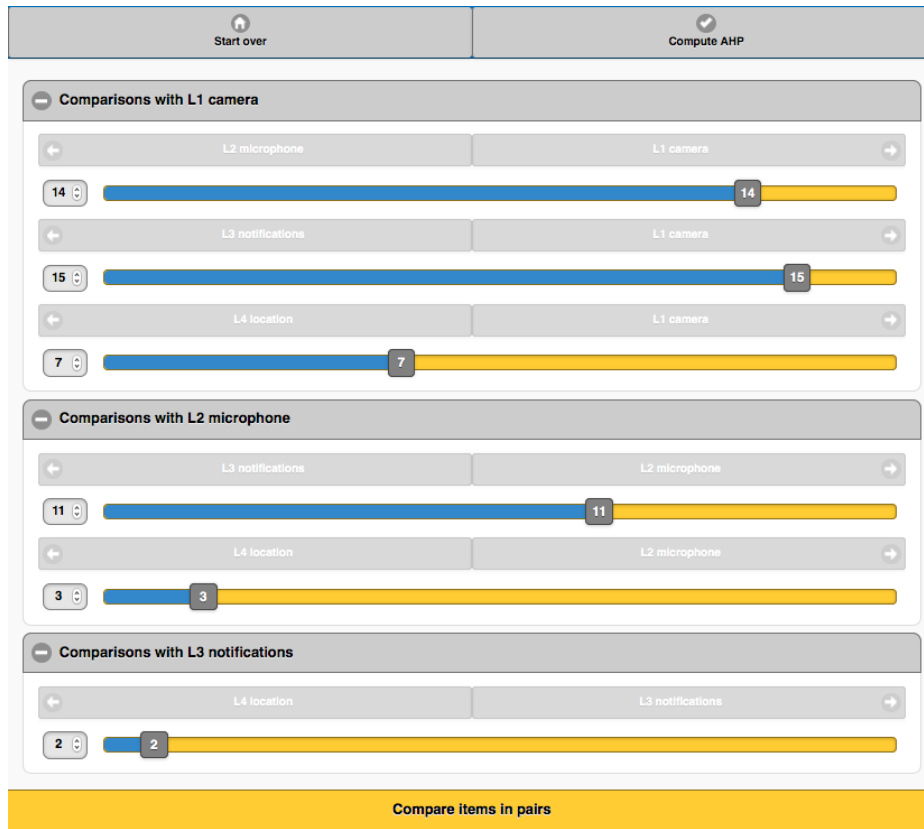 Start over
Compute AHP
Comparisons with L1 camera
L2 microphone
L1 camera
14
14
L3 notifications
L1 camera
15
15
L4 location
L1 camera
7
7
Comparisons with L2 microphone
L3 notifications
L2 microphone
11
11
L4 location
L2 microphone
3
3
Comparisons with L3 notifications
L4 location
L3 notifications
2
2
Compare items in pairs